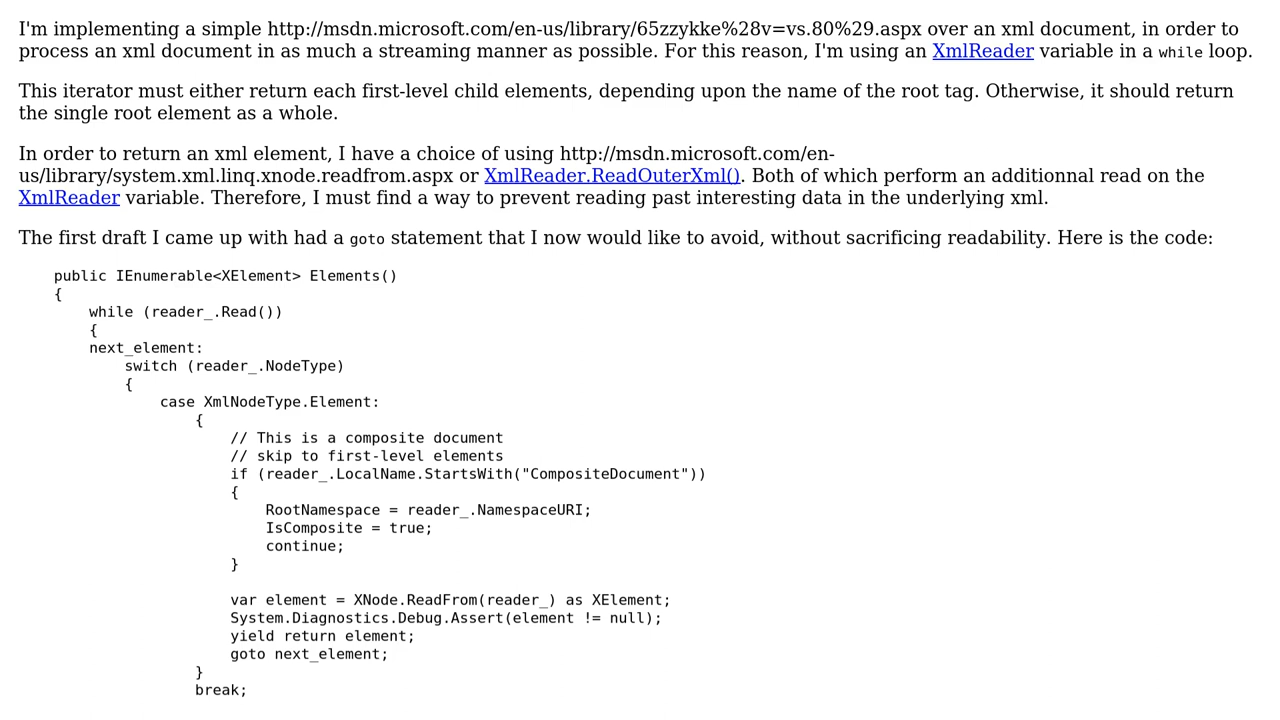 I'm implementing a simple http://msdn.microsoft.com/en-us/library/65zzykke%28v=vs.80%29.aspx over an xml document, in order to
process an xml document in as much a streaming manner as possible. For this reason, I'm using an XmlReader variable in a while loop.
This iterator must either return each first-level child elements, depending upon the name of the root tag. Otherwise, it should return
the single root element as a whole.
In order to return an xml element, I have a choice of using http://msdn.microsoft.com/en-
us/library/system.xml.linq.xnode.readfrom.aspx or XmlReader.ReadOuterXml(). Both of which perform an additionnal read on the
XmlReader variable. Therefore, I must find a way to prevent reading past interesting data in the underlying xml.
The first draft I came up with had a goto statement that I now would like to avoid, without sacrificing readability. Here is the code:
public IEnumerable<XElement> Elements()
{
while (reader_.Read())
{
next_element:
switch (reader_.NodeType)
{
case XmlNodeType.Element:
{
// This is a composite document
// skip to first-level elements
if (reader_.LocalName.StartsWith("CompositeDocument"))
{
RootNamespace = reader_.NamespaceURI;
IsComposite = true;
continue;
}
var element = XNode.ReadFrom(reader_) as XElement;
System.Diagnostics.Debug.Assert(element != null);
yield return element;
goto next_element;
}
break;